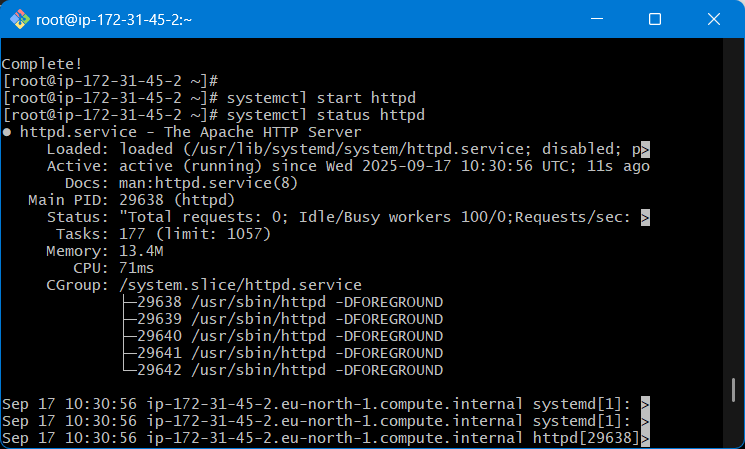 root@ip-172-31-45-2:~
Complete!
[root@ip-172-31-45-2 ~]#
[root@ip-172-31-45-2 ~]# systemctl start httpd
[root@ip-172-31-45-2 ~]# systemctl status httpd
● httpd.service - The Apache HTTP Server
     Loaded: loaded (/usr/lib/systemd/system/httpd.service; disabled; p>
     Active: active (running) since Wed 2025-09-17 10:30:56 UTC; 11s ago
       Docs: man:httpd.service(8)
   Main PID: 29638 (httpd)
     Status: "Total requests: 0; Idle/Busy workers 100/0;Requests/sec: >
      Tasks: 177 (limit: 1057)
     Memory: 13.4M
        CPU: 71ms
     CGroup: /system.slice/httpd.service
             ├─29638 /usr/sbin/httpd -DFOREGROUND
             ├─29639 /usr/sbin/httpd -DFOREGROUND
             ├─29640 /usr/sbin/httpd -DFOREGROUND
             ├─29641 /usr/sbin/httpd -DFOREGROUND
             └─29642 /usr/sbin/httpd -DFOREGROUND
Sep 17 10:30:56 ip-172-31-45-2.eu-north-1.compute.internal systemd[1]: >
Sep 17 10:30:56 ip-172-31-45-2.eu-north-1.compute.internal systemd[1]: >
Sep 17 10:30:56 ip-172-31-45-2.eu-north-1.compute.internal httpd[29638]>